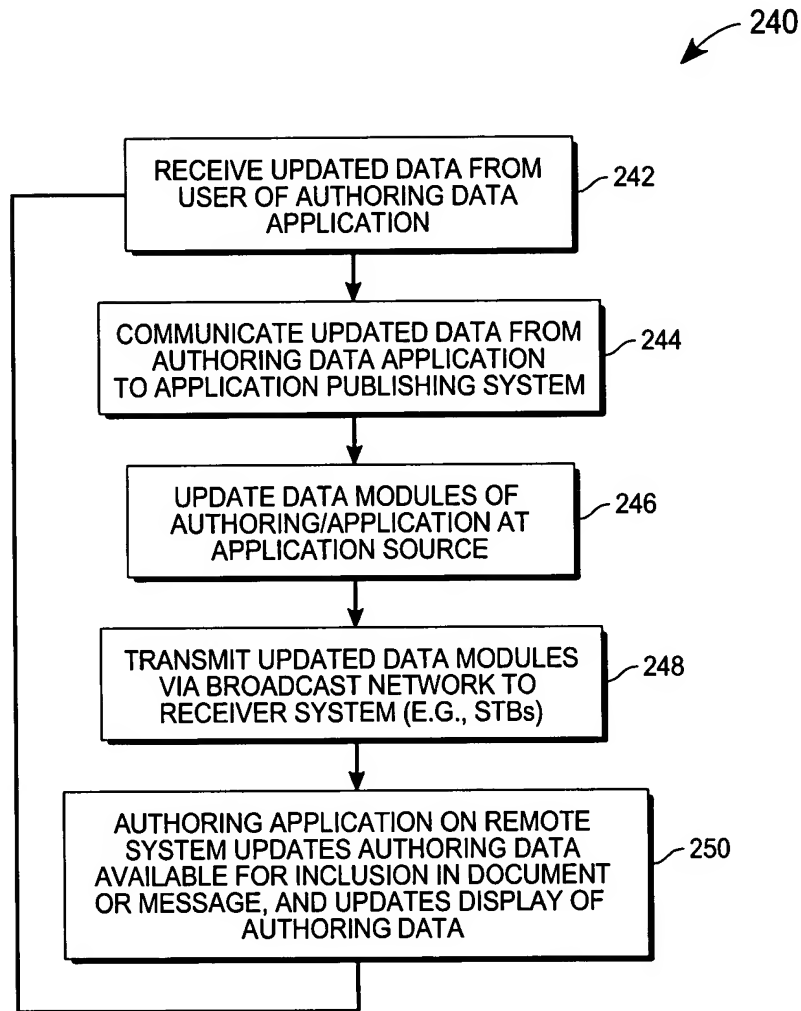 240
RECEIVE UPDATED DATA FROM
USER OF AUTHORING DATA
APPLICATION
242
COMMUNICATE UPDATED DATA FROM
AUTHORING DATA APPLICATION
TO APPLICATION PUBLISHING SYSTEM
244
UPDATE DATA MODULES OF
AUTHORING/APPLICATION AT
APPLICATION SOURCE
246
TRANSMIT UPDATED DATA MODULES
VIA BROADCAST NETWORK TO
RECEIVER SYSTEM (E.G., STBs)
248
AUTHORING APPLICATION ON REMOTE
SYSTEM UPDATES AUTHORING DATA
AVAILABLE FOR INCLUSION IN DOCUMENT
OR MESSAGE, AND UPDATES DISPLAY OF
AUTHORING DATA
250